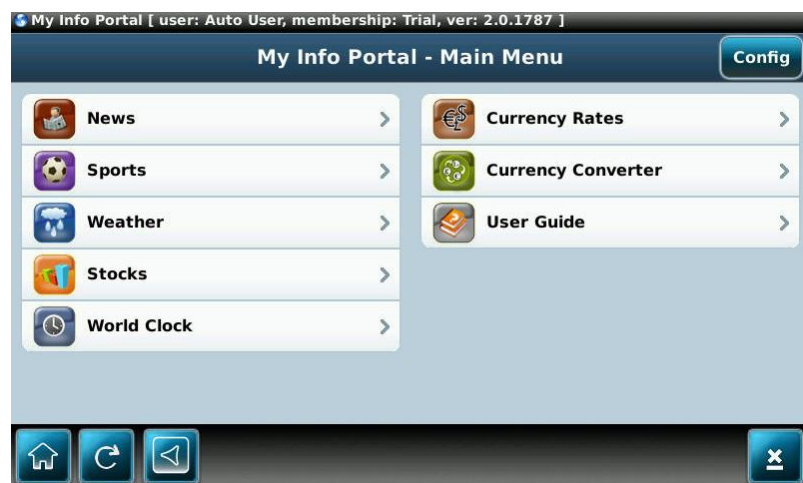 My Info Portal [ user: Auto User, membership: Trial, ver: 2.0.1787 ]
My Info Portal - Main Menu
Config
News
Sports
Weather
Stocks
World Clock
Currency Rates
Currency Converter
User Guide